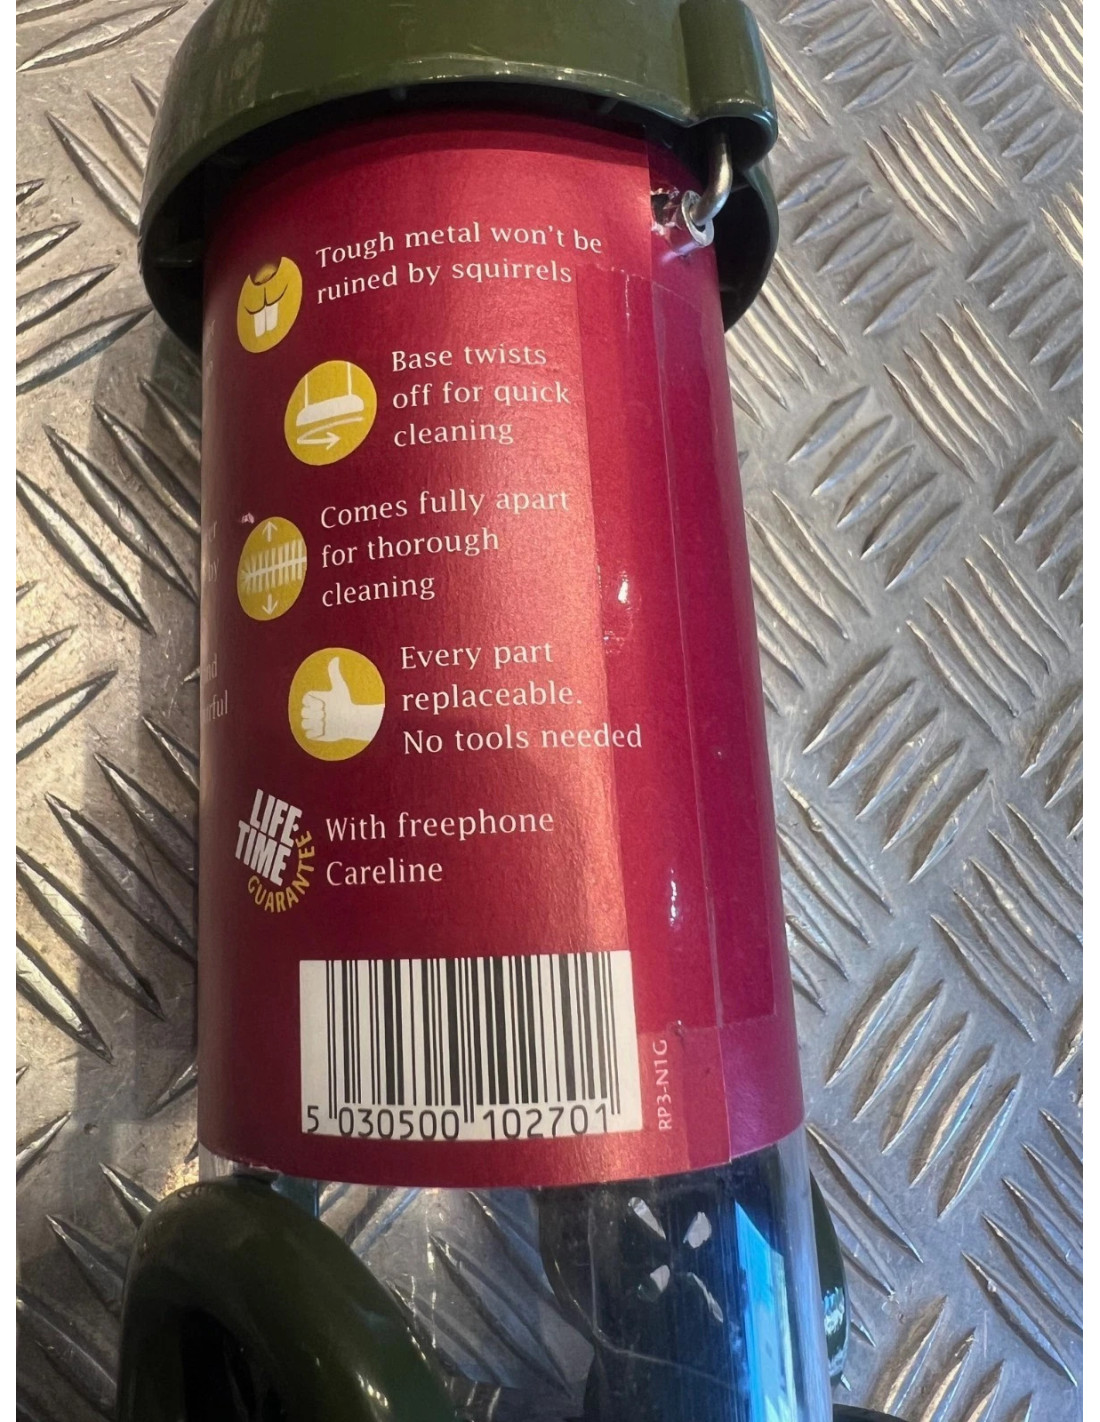 Tough metal won't be
ruined by squirrels
Base twists
off for quick
cleaning
Comes fully apart
for thorough
cleaning
Every part
replaceable.
No tools needed
LIFE-
TIME
GUARANTEE
With freephone
Careline
5 030500 102701
RP3-N1G